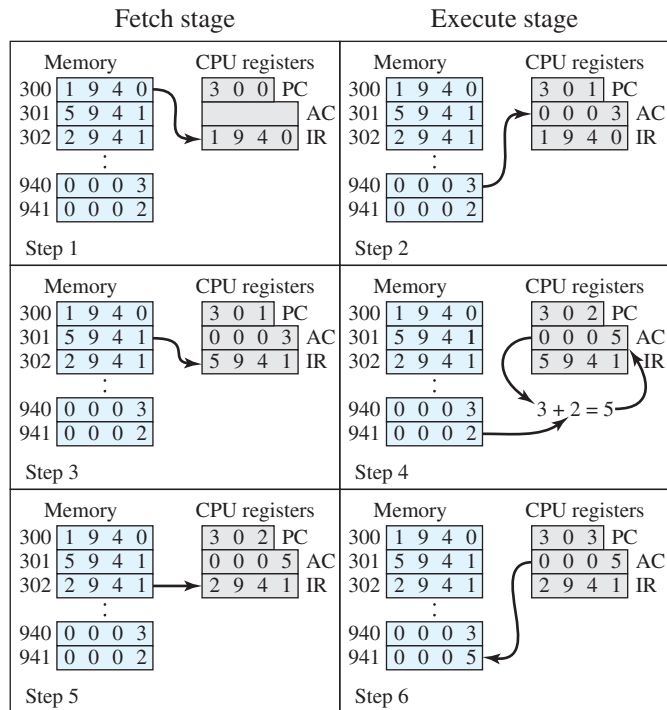 Fetch stage
Execute stage
Memory
CPU registers
300 1 9 4 0 3 0 0 PC
301 5 9 4 1 AC
302 2 9 4 1 1 9 4 0 IR
⋮
940 0 0 0 3
941 0 0 0 2
Step 1
Memory
CPU registers
300 1 9 4 0 3 0 1 PC
301 5 9 4 1 0 0 0 3 AC
302 2 9 4 1 1 9 4 0 IR
⋮
940 0 0 0 3
941 0 0 0 2
Step 2
Memory
CPU registers
300 1 9 4 0 3 0 1 PC
301 5 9 4 1 0 0 0 3 AC
302 2 9 4 1 5 9 4 1 IR
⋮
940 0 0 0 3
941 0 0 0 2
Step 3
Memory
CPU registers
300 1 9 4 0 3 0 2 PC
301 5 9 4 1 0 0 0 5 AC
302 2 9 4 1 5 9 4 1 IR
⋮
940 0 0 0 3 3 + 2 = 5
941 0 0 0 2
Step 4
Memory
CPU registers
300 1 9 4 0 3 0 2 PC
301 5 9 4 1 0 0 0 5 AC
302 2 9 4 1 2 9 4 1 IR
⋮
940 0 0 0 3
941 0 0 0 2
Step 5
Memory
CPU registers
300 1 9 4 0 3 0 3 PC
301 5 9 4 1 0 0 0 5 AC
302 2 9 4 1 2 9 4 1 IR
⋮
940 0 0 0 3
941 0 0 0 5
Step 6